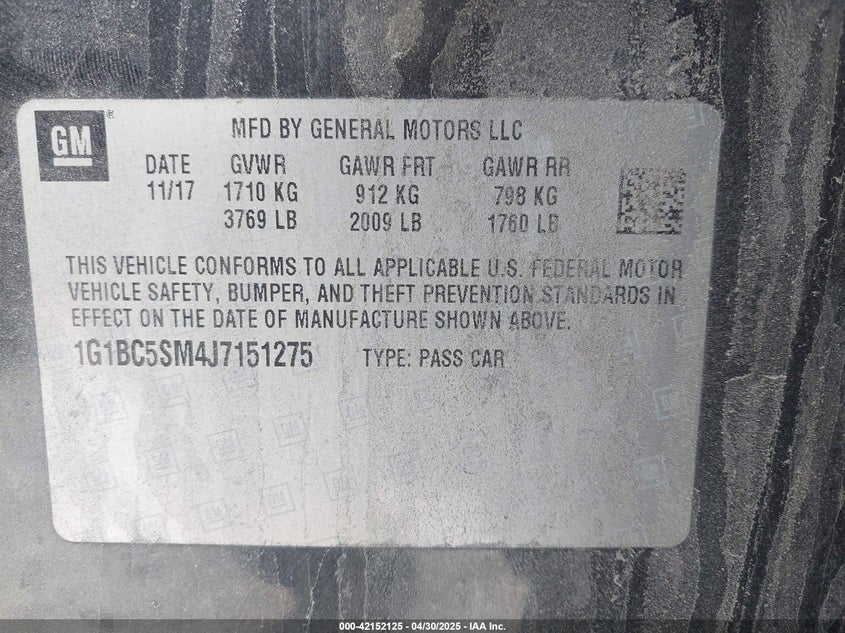 GM ®
MFD BY GENERAL MOTORS LLC
DATE GVWR GAWR FRT GAWR RR
11/17 1710 KG 912 KG 798 KG
3769 LB 2009 LB 1760 LB
THIS VEHICLE CONFORMS TO ALL APPLICABLE U.S. FEDERAL MOTOR
VEHICLE SAFETY, BUMPER, AND THEFT PREVENTION STANDARDS IN
EFFECT ON THE DATE OF MANUFACTURE SHOWN ABOVE.
1G1BC5SM4J7151275 TYPE: PASS CAR
000-42152125 - 04/30/2025 - IAA Inc.